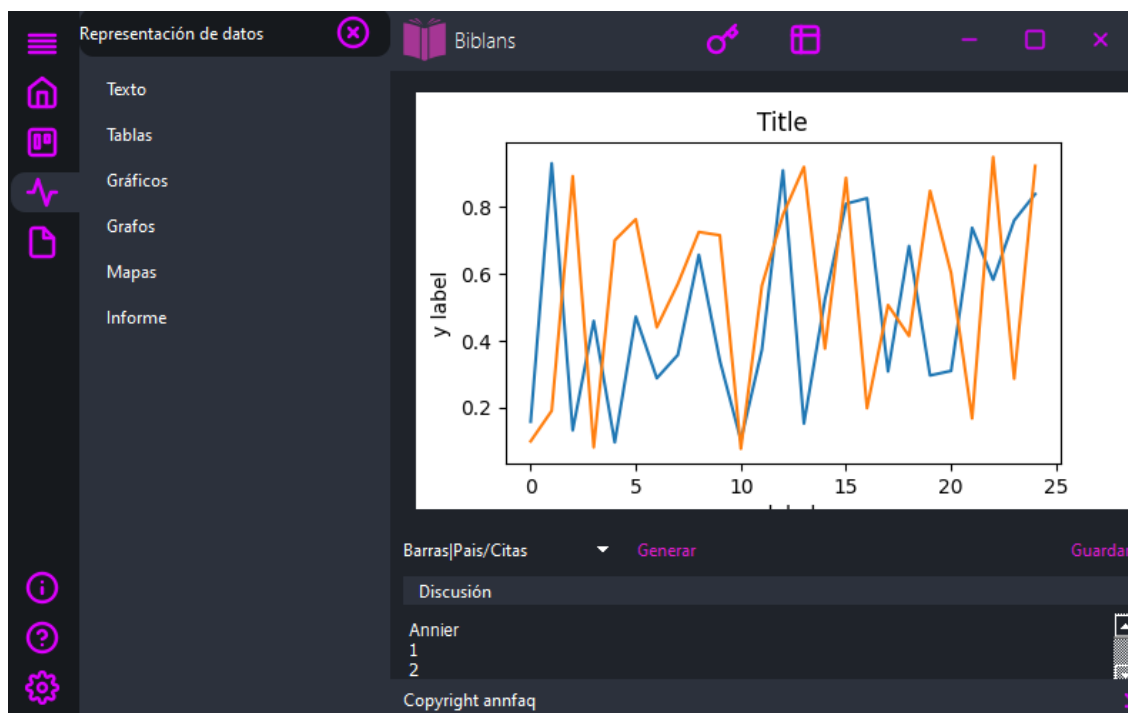 Representación de datos
Biblans
Texto
Tablas
Gráficos
Grafos
Mapas
Informe
Title
y label
0.8
0.6
0.4
0.2
0 5 10 15 20 25
Barras|Pais/Citas
Generar
Guardar
Discusión
Annier
1
2
Copyright annfaq